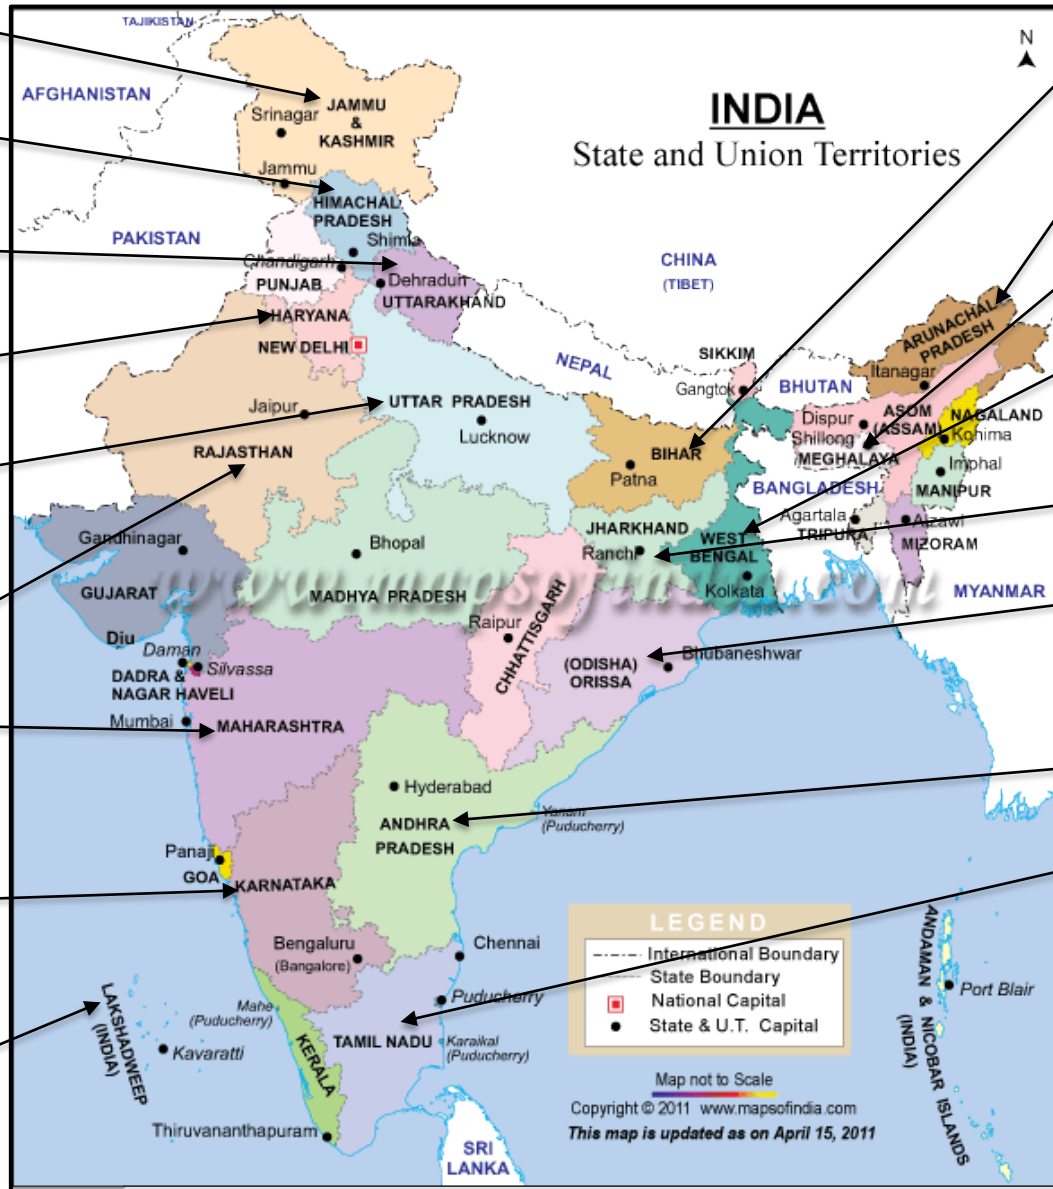 TAJIKISTAN
N
AFGHANISTAN
INDIA
State and Union Territories
JAMMU
&
KASHMIR
Srinagar
Jammu
HIMACHAL
PRADESH
PAKISTAN
Shimla
CHINA
(TIBET)
Chandigarh
PUNJAB
Dehradun
UTTARAKHAND
HARYANA
NEW DELHI
ARUNACHAL
PRADESH
NEPAL
SIKKIM
Gangtok
BHUTAN
Itanagar
Jaipur
UTTAR PRADESH
Lucknow
Dispur
ASOM
(ASSAM)
NAGALAND
Kohima
Shillong
MEGHALAYA
RAJASTHAN
BIHAR
Patna
Imphal
MANIPUR
BANGLADESH
Agartala
TRIPURA
Aizawl
MIZORAM
Gandhinagar
Bhopal
JHARKHAND
Ranchi
WEST
BENGAL
Kolkata
www.mapsofindia.com
GUJARAT
MADHYA PRADESH
MYANMAR
Diu
Raipur
CHHATTISGARH
Daman
Silvassa
DADRA &
NAGAR HAVELI
(ODISHA)
ORISSA
Bhubaneshwar
Mumbai
MAHARASHTRA
Hyderabad
ANDHRA
PRADESH
Yanam
(Puducherry)
Panaji
GOA
KARNATAKA
Bengaluru
(Bangalore)
Chennai
Puducherry
Mahe
(Puducherry)
TAMIL NADU
Karaikal
(Puducherry)
KERALA
LAKSHADWEEP
(INDIA)
Kavaratti
Thiruvananthapuram
SRI
LANKA
LEGEND
International Boundary
State Boundary
National Capital
State & U.T. Capital
Map not to Scale
Copyright © 2011 www.mapsofindia.com
This map is updated as on April 15, 2011
ANDAMAN & NICOBAR ISLANDS
(INDIA)
Port Blair